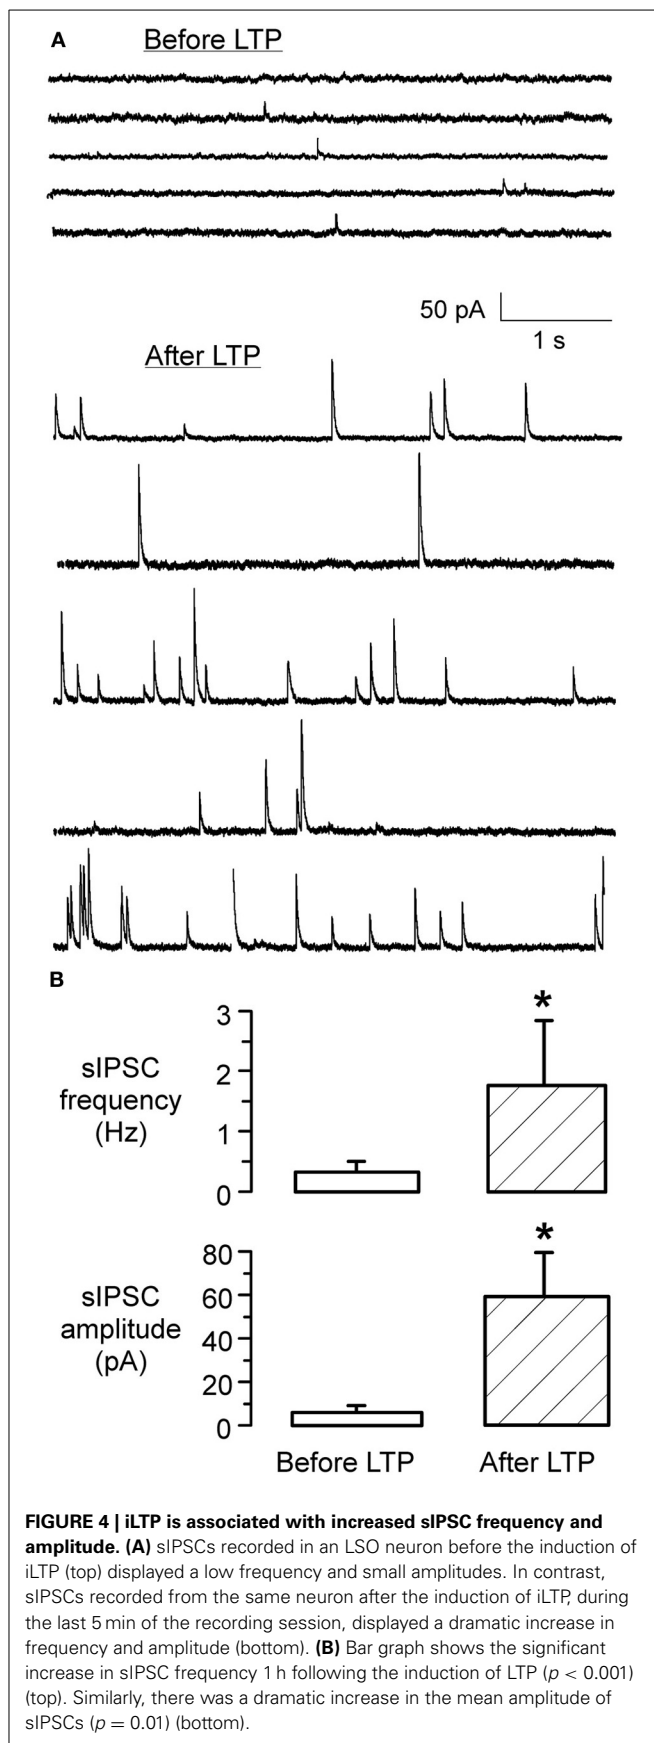 A
Before LTP
50 pA
1 s
After LTP
B
*
3
sIPSC
frequency
(Hz)
2
1
0
*
80
sIPSC
amplitude
(pA)
60
40
20
0
Before LTP
After LTP
FIGURE 4 | iLTP is associated with increased sIPSC frequency and
amplitude. (A) sIPSCs recorded in an LSO neuron before the induction of
iLTP (top) displayed a low frequency and small amplitudes. In contrast,
sIPSCs recorded from the same neuron after the induction of iLTP, during
the last 5 min of the recording session, displayed a dramatic increase in
frequency and amplitude (bottom). (B) Bar graph shows the significant
increase in sIPSC frequency 1 h following the induction of LTP (p < 0.001)
(top). Similarly, there was a dramatic increase in the mean amplitude of
sIPSCs (p = 0.01) (bottom).